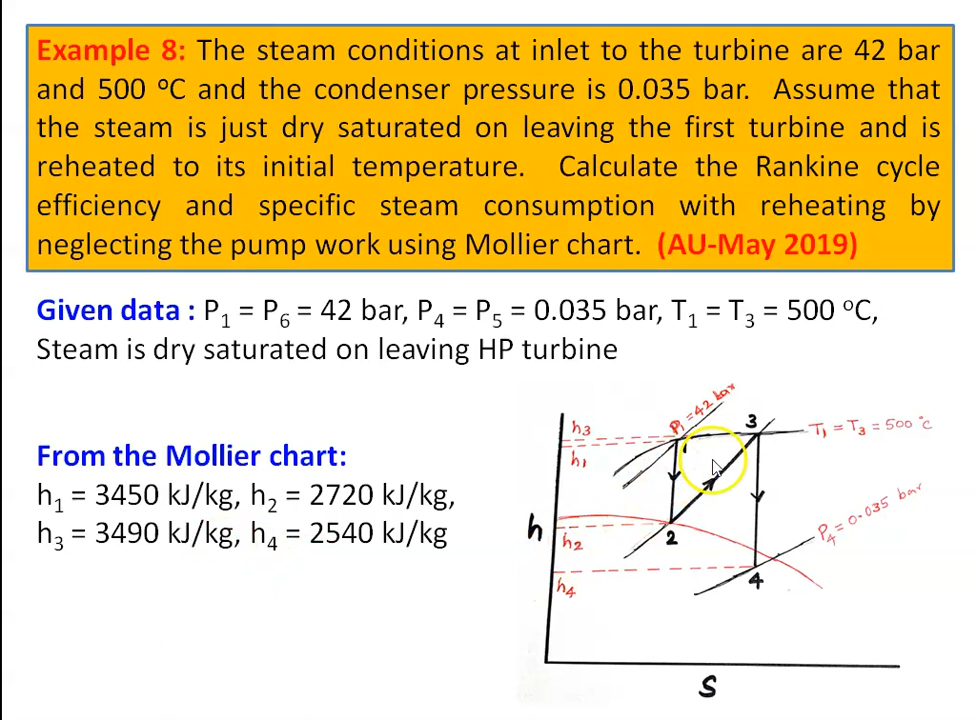 Example 8: The steam conditions at inlet to the turbine are 42 bar
and 500 ºC and the condenser pressure is 0.035 bar. Assume that
the steam is just dry saturated on leaving the first turbine and is
reheated to its initial temperature. Calculate the Rankine cycle
efficiency and specific steam consumption with reheating by
neglecting the pump work using Mollier chart. (AU-May 2019)
Given data : P₁ = P₆ = 42 bar, P₄ = P₅ = 0.035 bar, T₁ = T₃ = 500 ºC,
Steam is dry saturated on leaving HP turbine
From the Mollier chart:
h₁ = 3450 kJ/kg, h₂ = 2720 kJ/kg,
h₃ = 3490 kJ/kg, h₄ = 2540 kJ/kg
P₁ = 42 bar
3
T₁ = T₃ = 500 ºc
h₃
h₁
P₄ = 0.035 bar
h
h₂
2
h₄
4
S